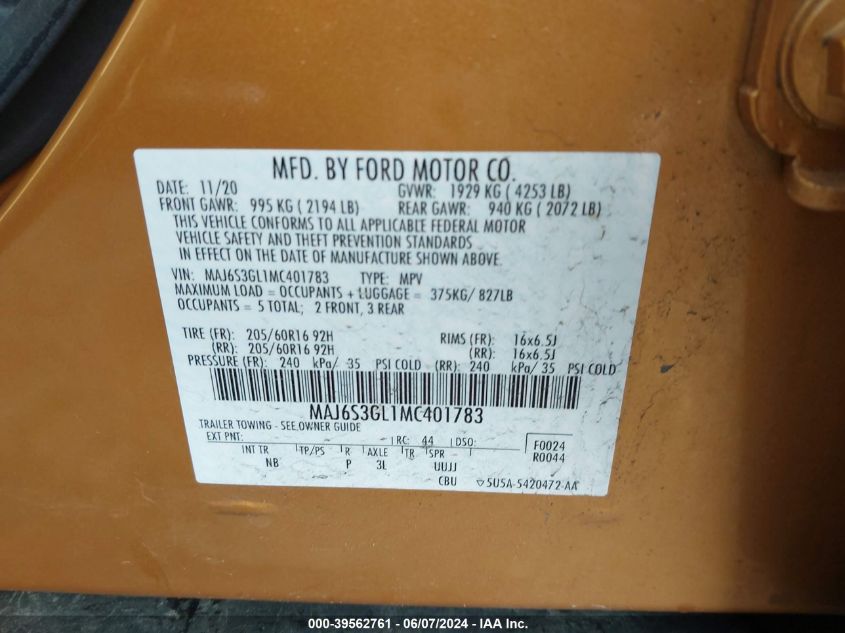 MFD. BY FORD MOTOR CO.
DATE: 11/20 GVWR: 1929 KG ( 4253 LB)
FRONT GAWR: 995 KG ( 2194 LB) REAR GAWR: 940 KG ( 2072 LB)
THIS VEHICLE CONFORMS TO ALL APPLICABLE FEDERAL MOTOR
VEHICLE SAFETY AND THEFT PREVENTION STANDARDS
IN EFFECT ON THE DATE OF MANUFACTURE SHOWN ABOVE.
VIN: MAJ6S3GL1MC401783 TYPE: MPV
MAXIMUM LOAD = OCCUPANTS + LUGGAGE = 375KG/ 827LB
OCCUPANTS = 5 TOTAL; 2 FRONT, 3 REAR
TIRE (FR): 205/60R16 92H RIMS (FR): 16x6.5J
(RR): 205/60R16 92H (RR): 16x6.5J
PRESSURE (FR): 240 kPa/ 35 PSI COLD (RR): 240 kPa/ 35 PSI COLD
MAJ6S3GL1MC401783
TRAILER TOWING - SEE OWNER GUIDE
EXT PNT: RC: 44 DSO: F0024
INT TR TP/PS R AXLE TR SPR R0044
NB P 3L UUJJ
CBU 5U5A-5420472-AA
000-39562761 - 06/07/2024 - IAA Inc.